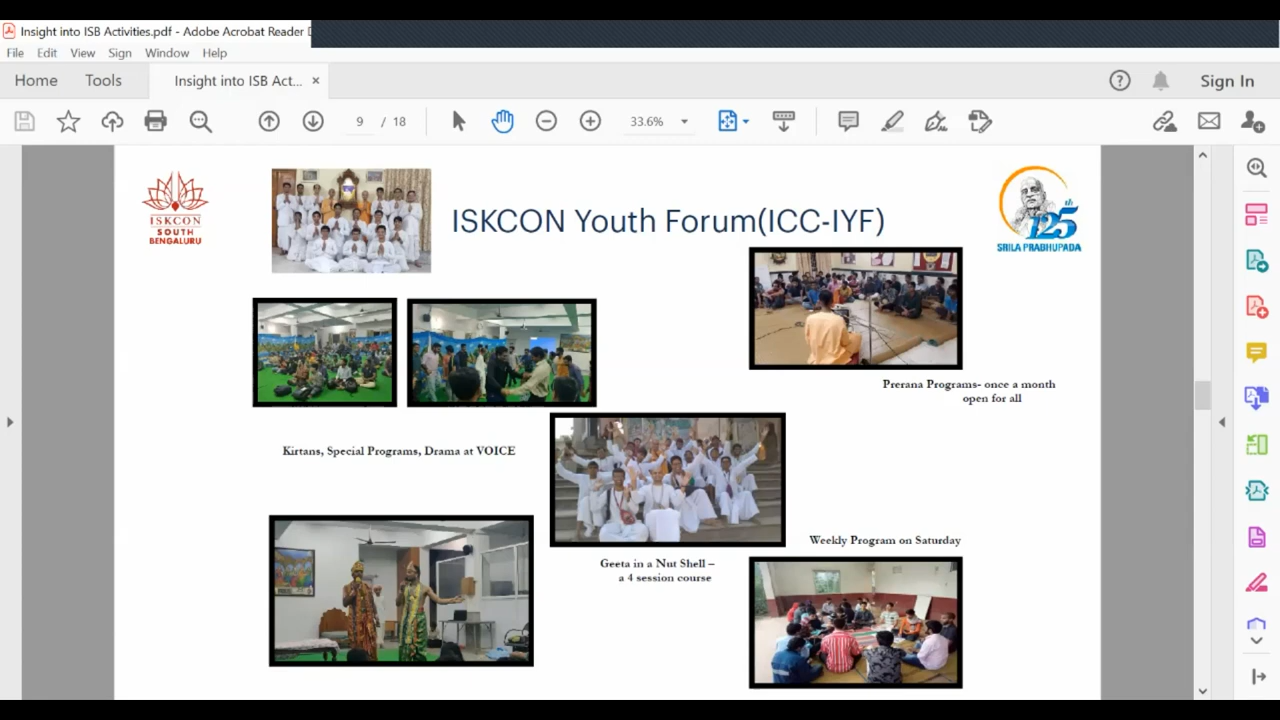 Insight into ISB Activities.pdf - Adobe Acrobat Reader
File Edit View Sign Window Help
Home Tools Insight into ISB Act... × Sign In
9 / 18 33.6%
ISKCON
SOUTH
BENGALURU
ISKCON Youth Forum(ICC-IYF)
125th
SRILA PRABHUPADA
Prerana Programs- once a month
open for all
Kirtans, Special Programs, Drama at VOICE
Weekly Program on Saturday
Geeta in a Nut Shell –
a 4 session course